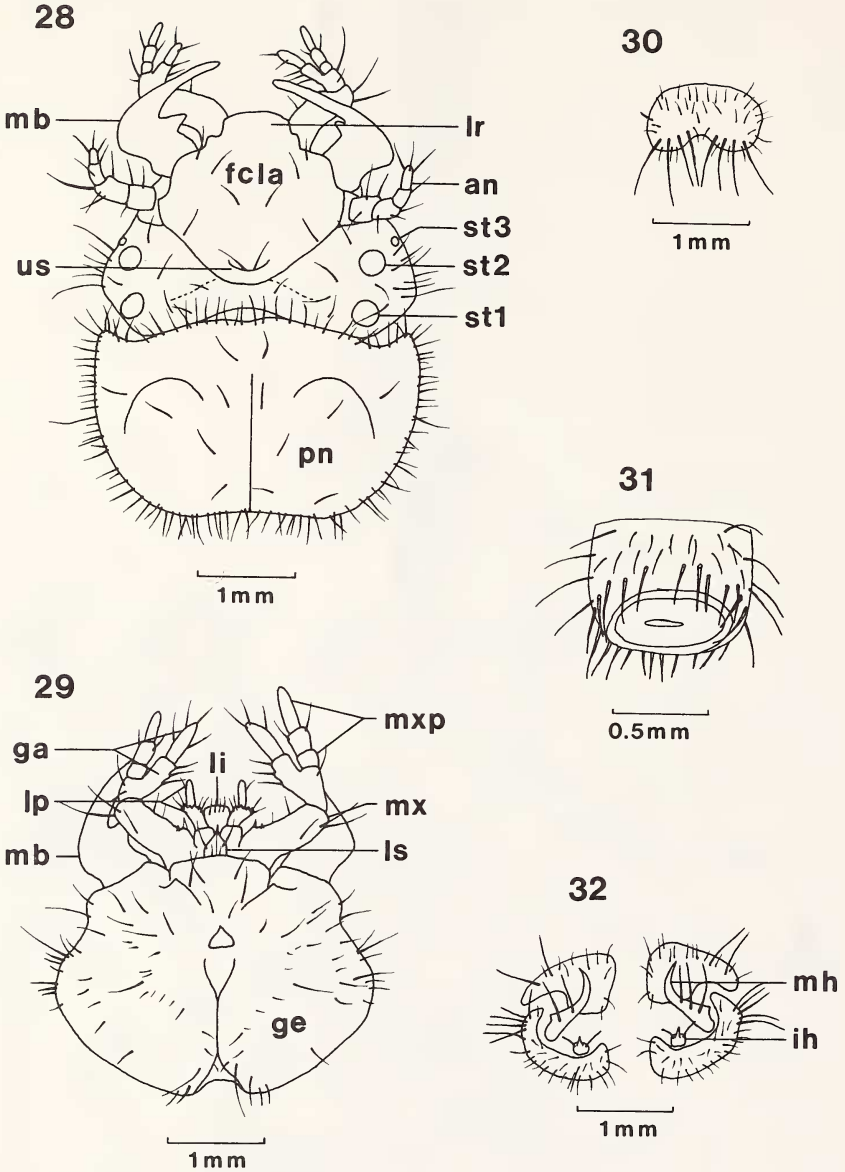 28
mb
lr
fcla
an
st3
us
st2
st1
pn
1mm
30
1mm
31
0.5mm
29
ga
mxp
li
lp
mx
mb
ls
ge
1mm
32
mh
ih
1mm